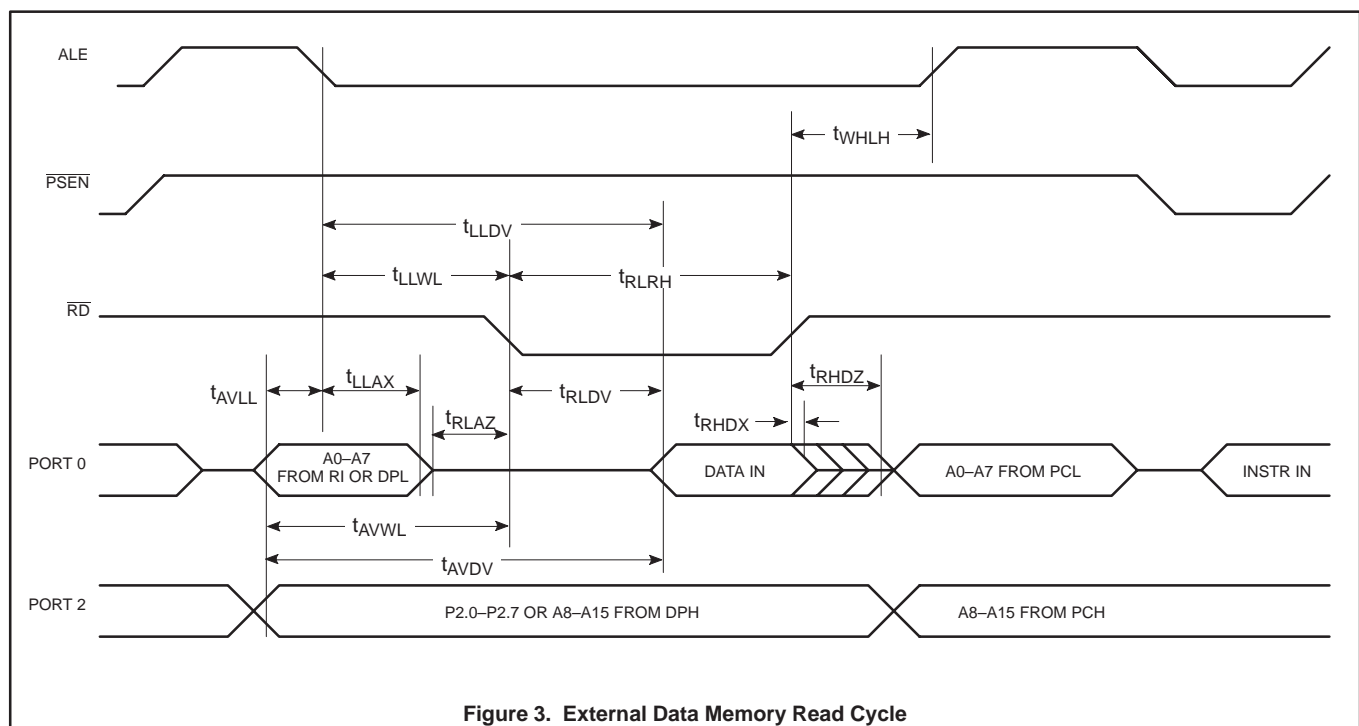 ALE
tWHLH
PSEN
tLLDV
tLLWL
tRLRH
RD
tAVLL
tLLAX
tRLDV
tRHDZ
tRLAZ
tRHDX
PORT 0
A0–A7
FROM RI OR DPL
DATA IN
A0–A7 FROM PCL
INSTR IN
tAVWL
tAVDV
PORT 2
P2.0–P2.7 OR A8–A15 FROM DPH
A8–A15 FROM PCH
Figure 3. External Data Memory Read Cycle